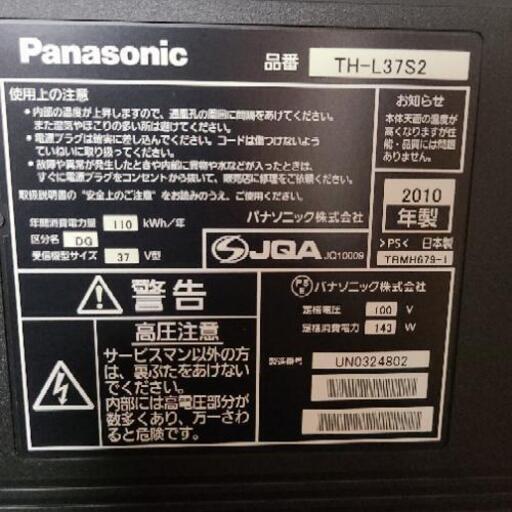 Panasonic
品番 TH-L37S2
使用上の注意
●内部の温度が上昇しますので、通風孔の周囲に間隔をあけてください。
また湿気やほこりの多い所は避けてください。
●電源プラグは確実に差し込んでください。コードは傷つけないよう
ていねいに取り扱ってください。
●故障や異常が発生したときや内部に異物や水などが入ったときは、
すぐに電源プラグをコンセントから抜いて、販売店に修理をご依頼ください。
取扱説明書の"安全上のご注意"をお読みのうえ、ご使用ください。
お知らせ
本体天面の温度が
高くなりますが性
能・品質には問題
ありません。
年間消費電力量 110 kWh/年
区分名 DG
受信機型サイズ 37 V型
パナソニック株式会社
JQA JQ10009
2010
年製
>PS< 日本製
TBMH679-1
警告
高圧注意
サービスマン以外の方
は、裏ぶたをあけない
でください。
内部には高電圧部分が
数多くあり、万一さわ
ると危険です。
PSE パナソニック株式会社
定格電圧 100 V
定格消費電力 143 W
製造番号 UN0324802